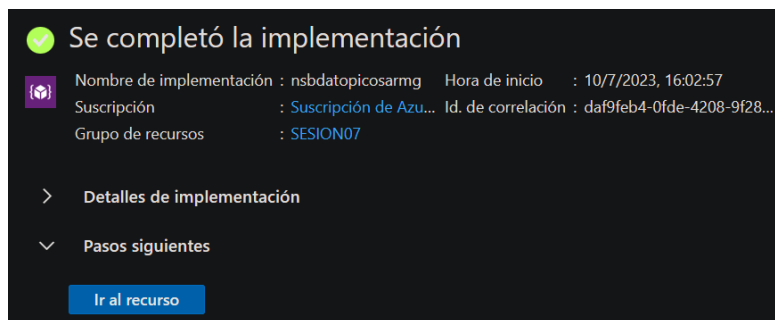 Se completó la implementación
Nombre de implementación : nsbdatopicosarmg Hora de inicio : 10/7/2023, 16:02:57
Suscripción : Suscripción de Azu... Id. de correlación : daf9feb4-0fde-4208-9f28...
Grupo de recursos : SESION07
Detalles de implementación
Pasos siguientes
Ir al recurso